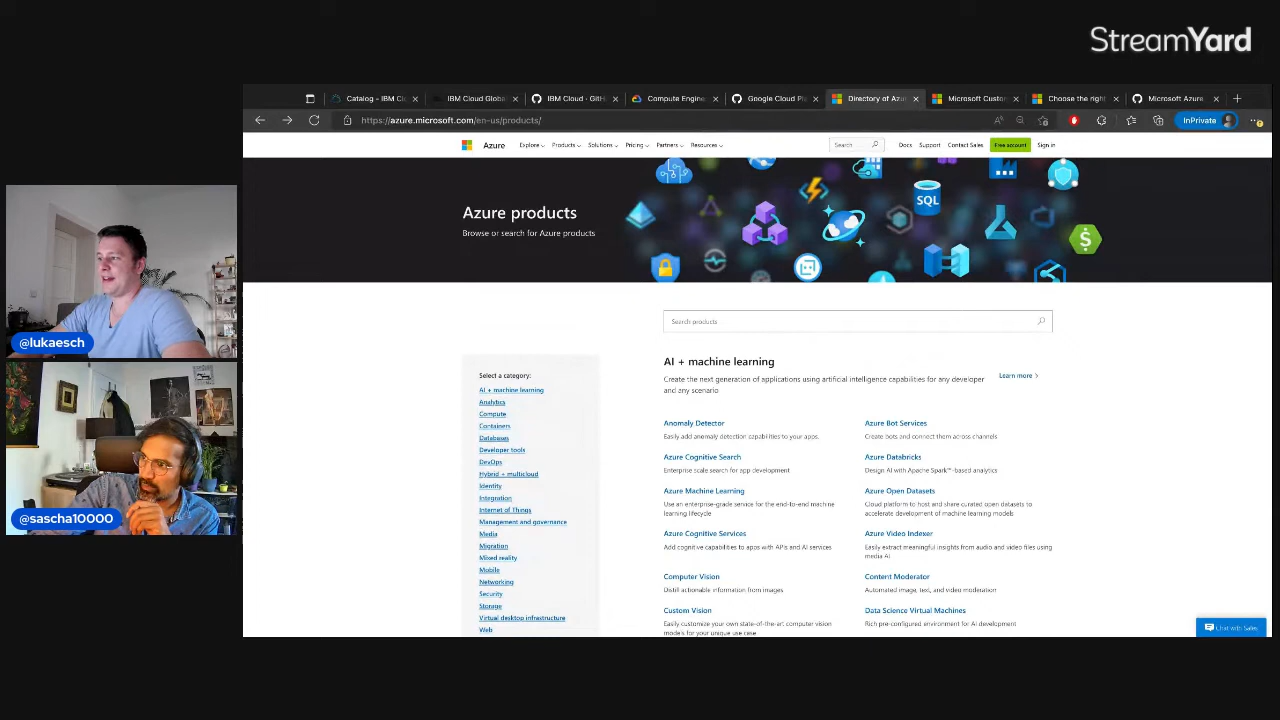 StreamYard
Catalog - IBM Clo
IBM Cloud Global
IBM Cloud · GitH
Compute Engine
Google Cloud Pla
Directory of Azur
Microsoft Custom
Choose the right
Microsoft Azure
https://azure.microsoft.com/en-us/products/
InPrivate
Azure
Explore
Products
Solutions
Pricing
Partners
Resources
Search
Docs
Support
Contact Sales
Free account
Sign in
SQL
$
Azure products
Browse or search for Azure products
@lukaesch
@sascha10000
Search products
Select a category:
AI + machine learning
Analytics
Compute
Containers
Databases
Developer tools
DevOps
Hybrid + multicloud
Identity
Integration
Internet of Things
Management and governance
Media
Migration
Mixed reality
Mobile
Networking
Security
Storage
Virtual desktop infrastructure
Web
AI + machine learning
Create the next generation of applications using artificial intelligence capabilities for any developer
and any scenario
Learn more
Anomaly Detector
Easily add anomaly detection capabilities to your apps.
Azure Bot Services
Create bots and connect them across channels
Azure Cognitive Search
Enterprise scale search for app development
Azure Databricks
Design AI with Apache Spark™-based analytics
Azure Machine Learning
Use an enterprise-grade service for the end-to-end machine
learning lifecycle
Azure Open Datasets
Cloud platform to host and share curated open datasets to
accelerate development of machine learning models
Azure Cognitive Services
Add cognitive capabilities to apps with APIs and AI services
Azure Video Indexer
Easily extract meaningful insights from audio and video files using
media AI
Computer Vision
Distill actionable information from images
Content Moderator
Automated image, text, and video moderation
Custom Vision
Easily customize your own state-of-the-art computer vision
models for your unique use case
Data Science Virtual Machines
Rich pre-configured environment for AI development
Chat with Sales